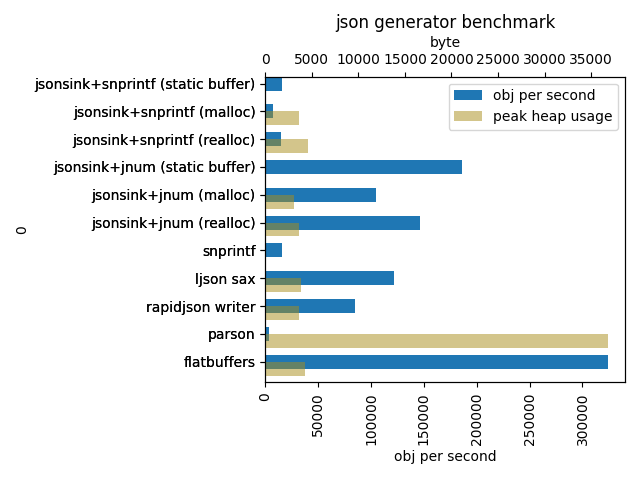 json generator benchmark
byte
0 5000 10000 15000 20000 25000 30000 35000
obj per second
peak heap usage
jsonsink+snprintf (static buffer)
jsonsink+snprintf (malloc)
jsonsink+snprintf (realloc)
jsonsink+jnum (static buffer)
jsonsink+jnum (malloc)
jsonsink+jnum (realloc)
snprintf
ljson sax
rapidjson writer
parson
flatbuffers
0
0 50000 100000 150000 200000 250000 300000
obj per second